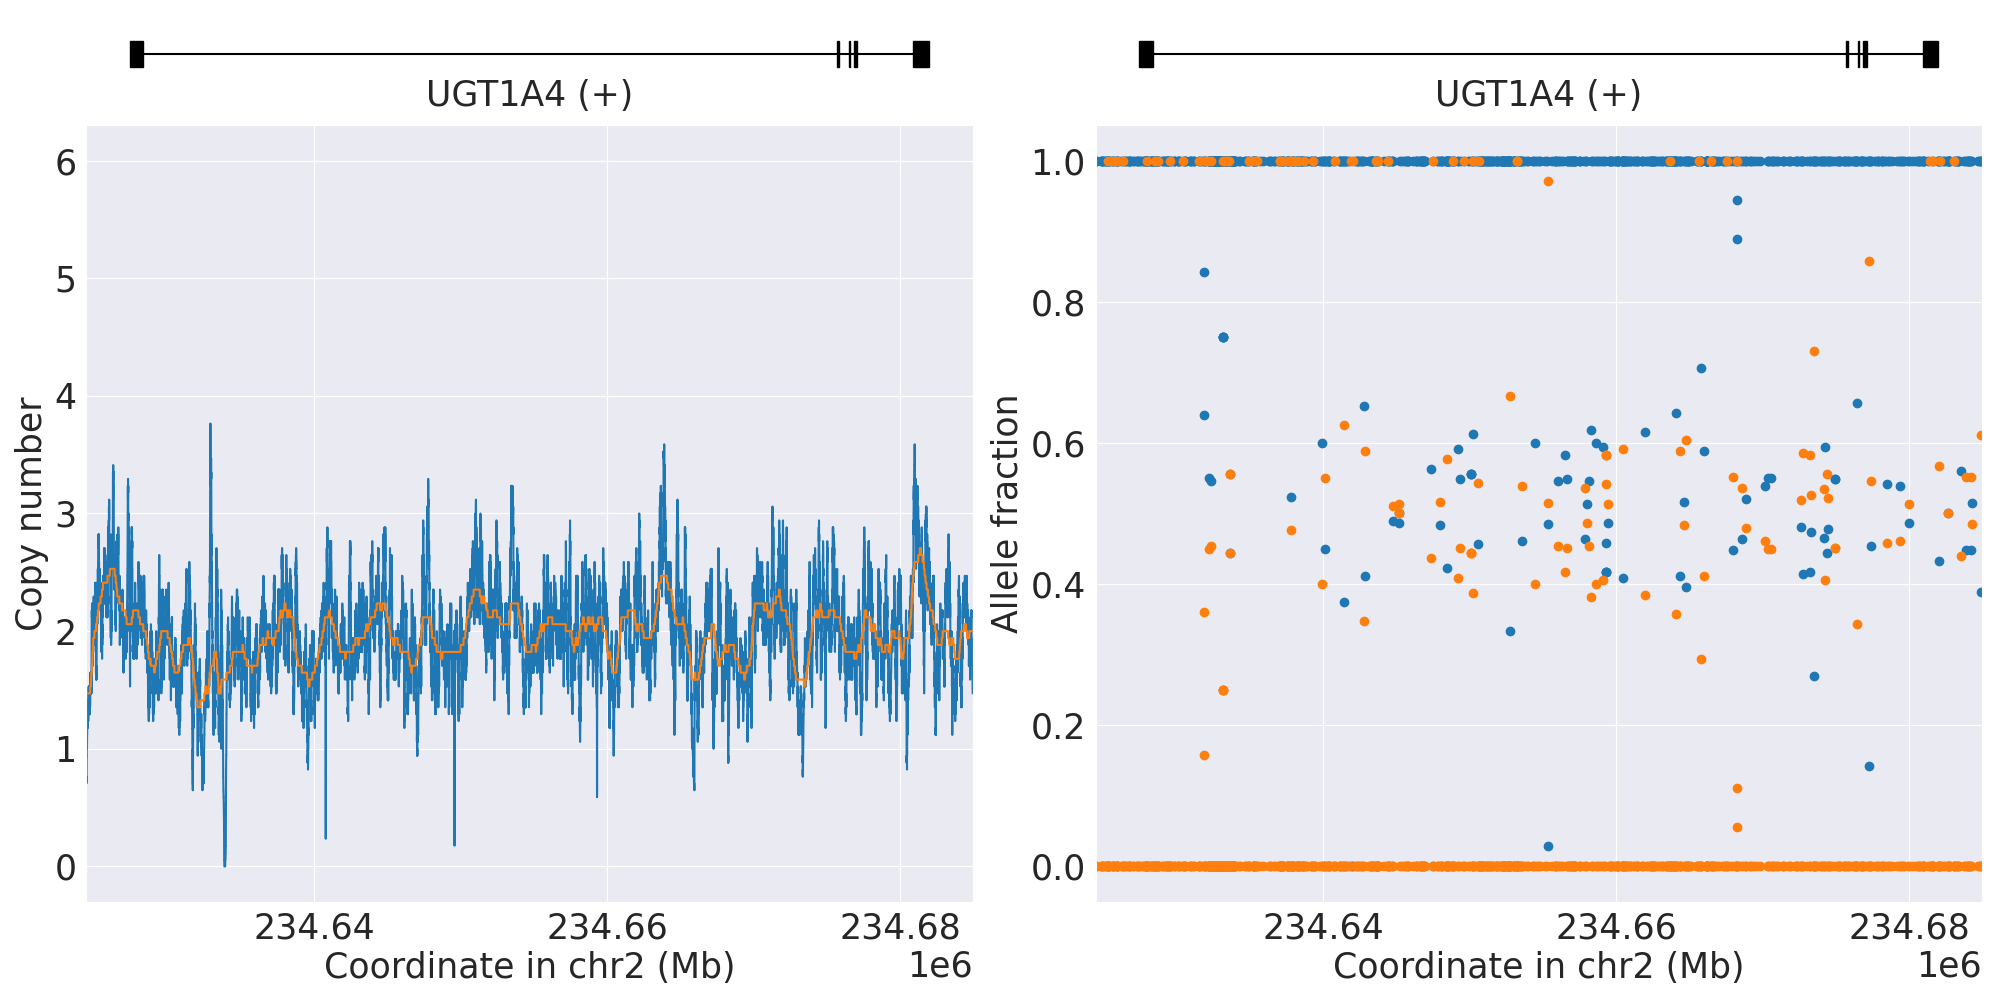 UGT1A4 (+)
6
5
4
3
2
1
0
Copy number
234.64
234.66
234.68
Coordinate in chr2 (Mb)
1e6
UGT1A4 (+)
1.0
0.8
0.6
0.4
0.2
0.0
Allele fraction
234.64
234.66
234.68
Coordinate in chr2 (Mb)
1e6